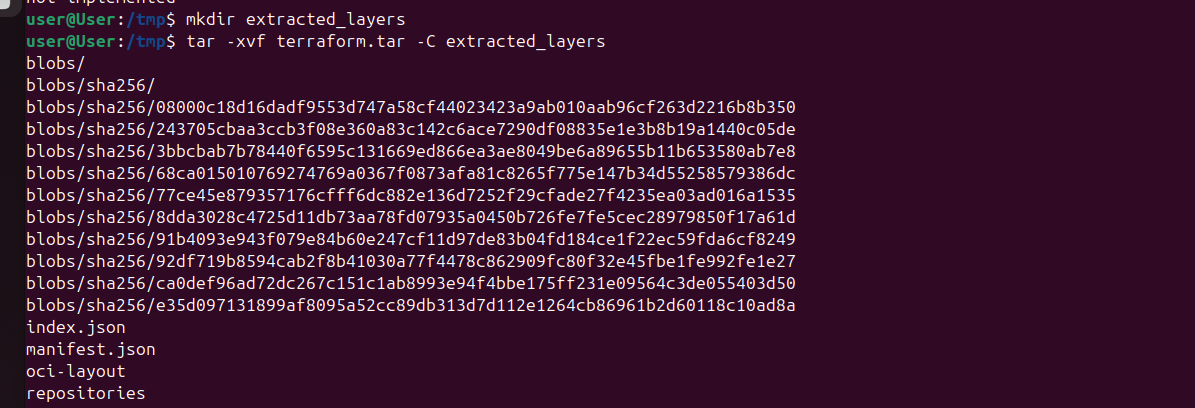 not implemented
user@User:/tmp$ mkdir extracted_layers
user@User:/tmp$ tar -xvf terraform.tar -C extracted_layers
blobs/
blobs/sha256/
blobs/sha256/08000c18d16dadf9553d747a58cf44023423a9ab010aab96cf263d2216b8b350
blobs/sha256/243705cbaa3ccb3f08e360a83c142c6ace7290df08835e1e3b8b19a1440c05de
blobs/sha256/3bbcbab7b78440f6595c131669ed866ea3ae8049be6a89655b11b653580ab7e8
blobs/sha256/68ca015010769274769a0367f0873afa81c8265f775e147b34d55258579386dc
blobs/sha256/77ce45e879357176cfff6dc882e136d7252f29cfade27f4235ea03ad016a1535
blobs/sha256/8dda3028c4725d11db73aa78fd07935a0450b726fe7fe5cec28979850f17a61d
blobs/sha256/91b4093e943f079e84b60e247cf11d97de83b04fd184ce1f22ec59fda6cf8249
blobs/sha256/92df719b8594cab2f8b41030a77f4478c862909fc80f32e45fbe1fe992fe1e27
blobs/sha256/ca0def96ad72dc267c151c1ab8993e94f4bbe175ff231e09564c3de055403d50
blobs/sha256/e35d097131899af8095a52cc89db313d7d112e1264cb86961b2d60118c10ad8a
index.json
manifest.json
oci-layout
repositories